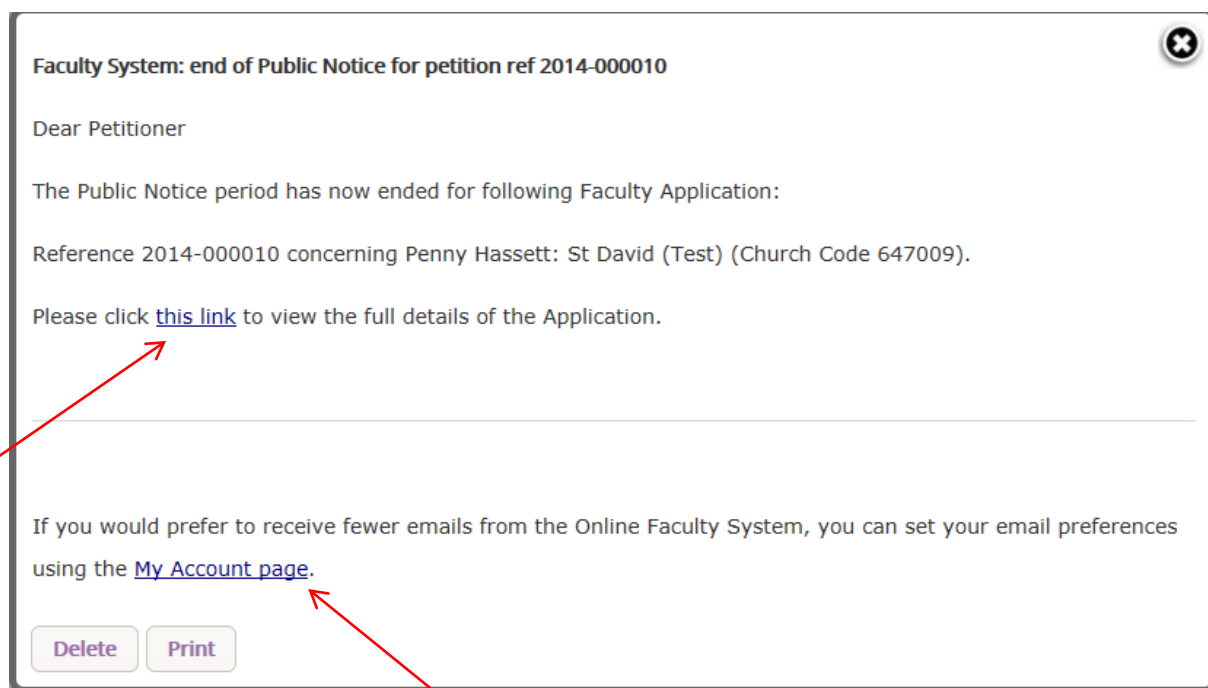 Faculty System: end of Public Notice for petition ref 2014-000010
Dear Petitioner
The Public Notice period has now ended for following Faculty Application:
Reference 2014-000010 concerning Penny Hassett: St David (Test) (Church Code 647009).
Please click this link to view the full details of the Application.
If you would prefer to receive fewer emails from the Online Faculty System, you can set your email preferences
using the My Account page.
Delete Print